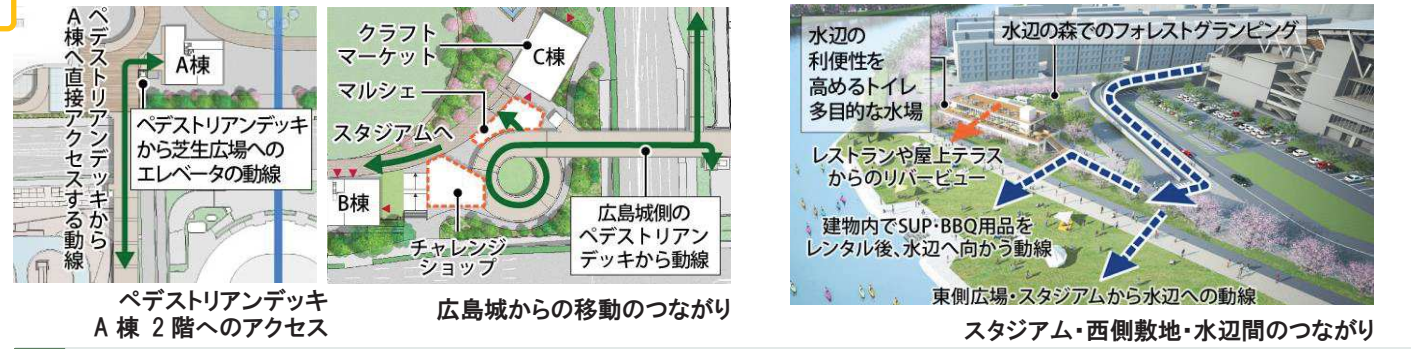 ペデストリアンデッキから
A棟へ直接アクセスする動線
A棟
ペデストリアンデッキ
から芝生広場への
エレベータの動線
ペデストリアンデッキ
A 棟 2 階へのアクセス
クラフト
マーケット
C棟
マルシェ
スタジアムへ
B棟
チャレンジ
ショップ
広島城側の
ペデストリアン
デッキから動線
広島城からの移動のつながり
水辺の
利便性を
高めるトイレ
多目的な水場
水辺の森でのフォレストグランピング
レストランや屋上テラス
からのリバービュー
建物内でSUP・BBQ用品を
レンタル後、水辺へ向かう動線
東側広場・スタジアムから水辺への動線
スタジアム・西側敷地・水辺間のつながり